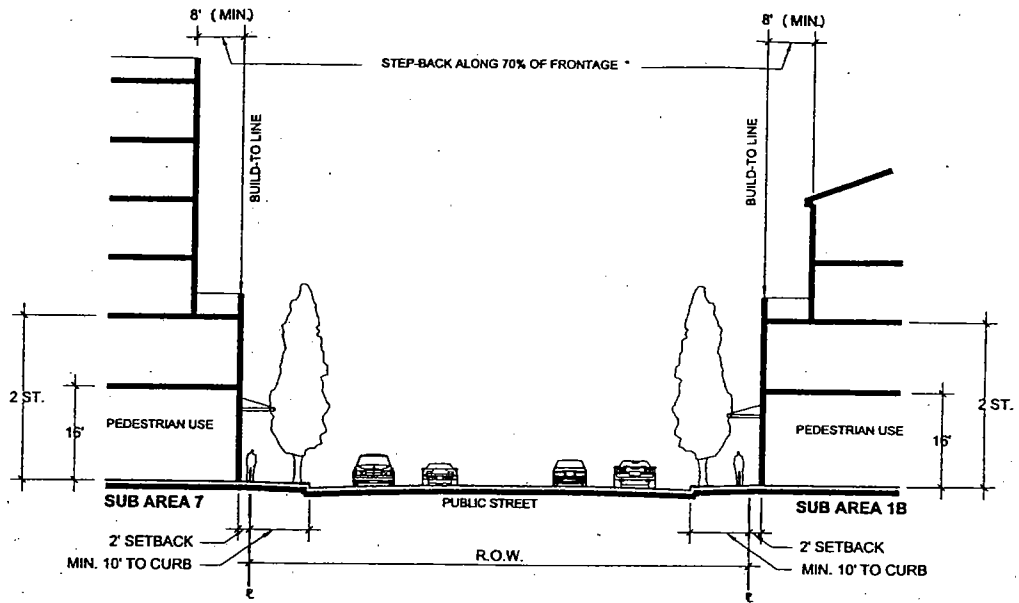 8' (MIN.)
8' (MIN.)
STEP-BACK ALONG 70% OF FRONTAGE *
BUILD-TO LINE
BUILD-TO LINE
2 ST.
2 ST.
PEDESTRIAN USE
PEDESTRIAN USE
16'
16'
SUB AREA 7
PUBLIC STREET
SUB AREA 1B
2' SETBACK
2' SETBACK
MIN. 10' TO CURB
R.O.W.
MIN. 10' TO CURB